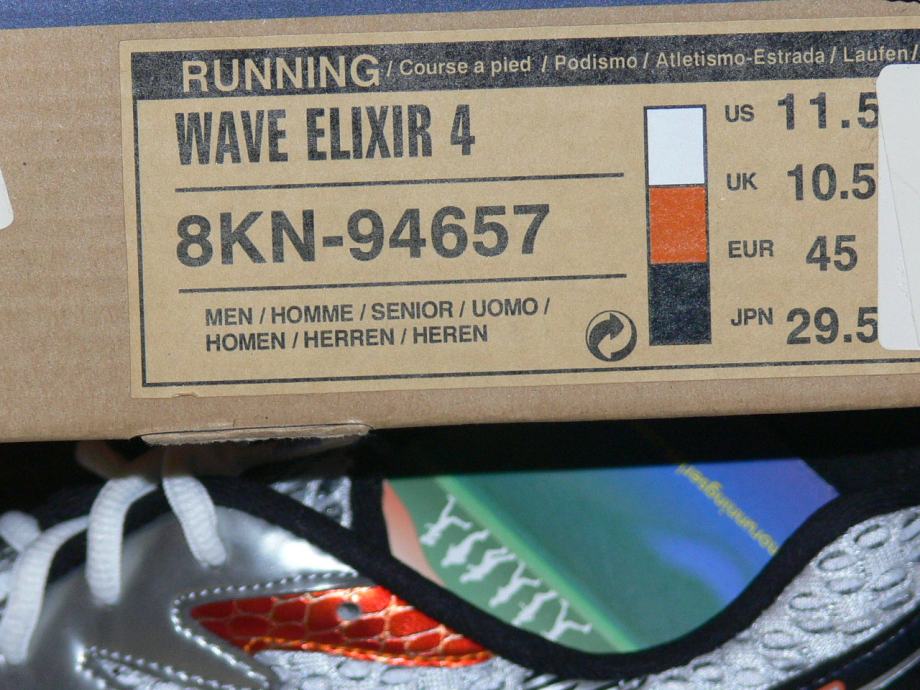 RUNNING / Course a pied / Podismo / Atletismo-Estrada / Laufen/
WAVE ELIXIR 4
8KN-94657
MEN / HOMME / SENIOR / UOMO /
HOMEN / HERREN / HEREN
US 11.5
UK 10.5
EUR 45
JPN 29.5